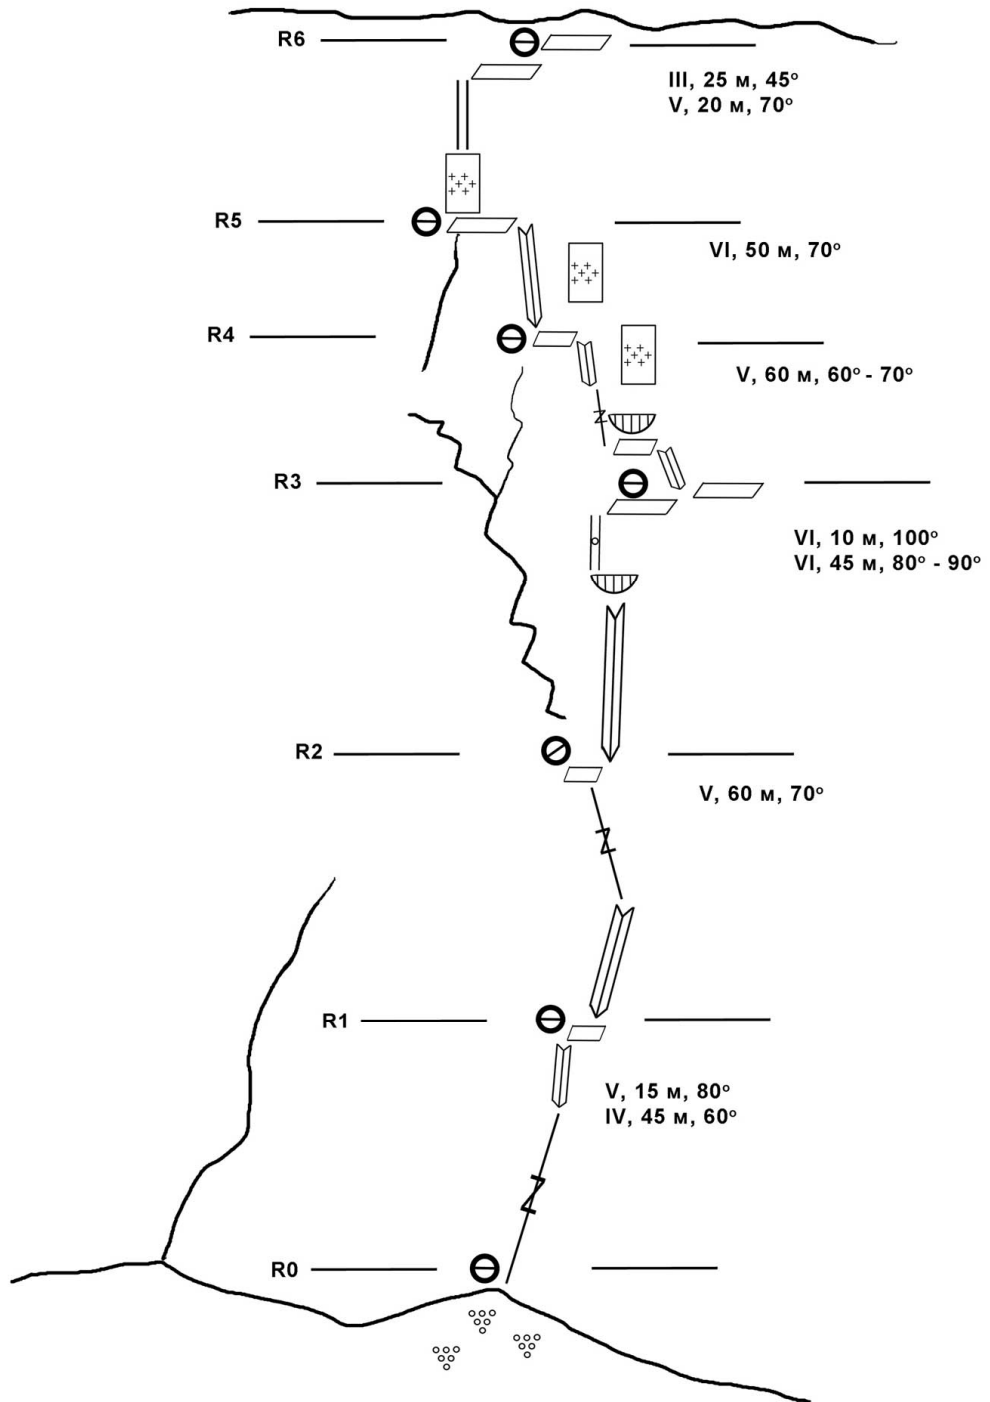 R6
III, 25 м, 45°
V, 20 м, 70°
R5
VI, 50 м, 70°
R4
V, 60 м, 60° - 70°
R3
VI, 10 м, 100°
VI, 45 м, 80° - 90°
R2
V, 60 м, 70°
R1
V, 15 м, 80°
IV, 45 м, 60°
R0